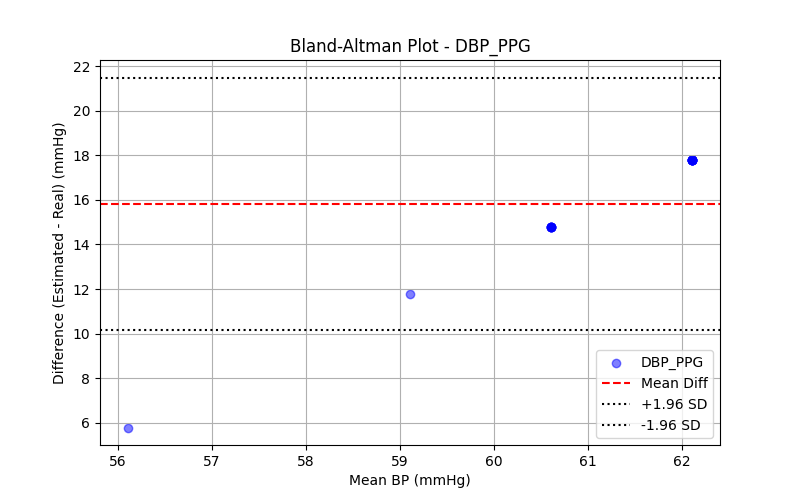 Bland-Altman Plot - DBP_PPG
Difference (Estimated - Real) (mmHg)
22
20
18
16
14
12
10
8
6
DBP_PPG
Mean Diff
+1.96 SD
-1.96 SD
56
57
58
59
60
61
62
Mean BP (mmHg)